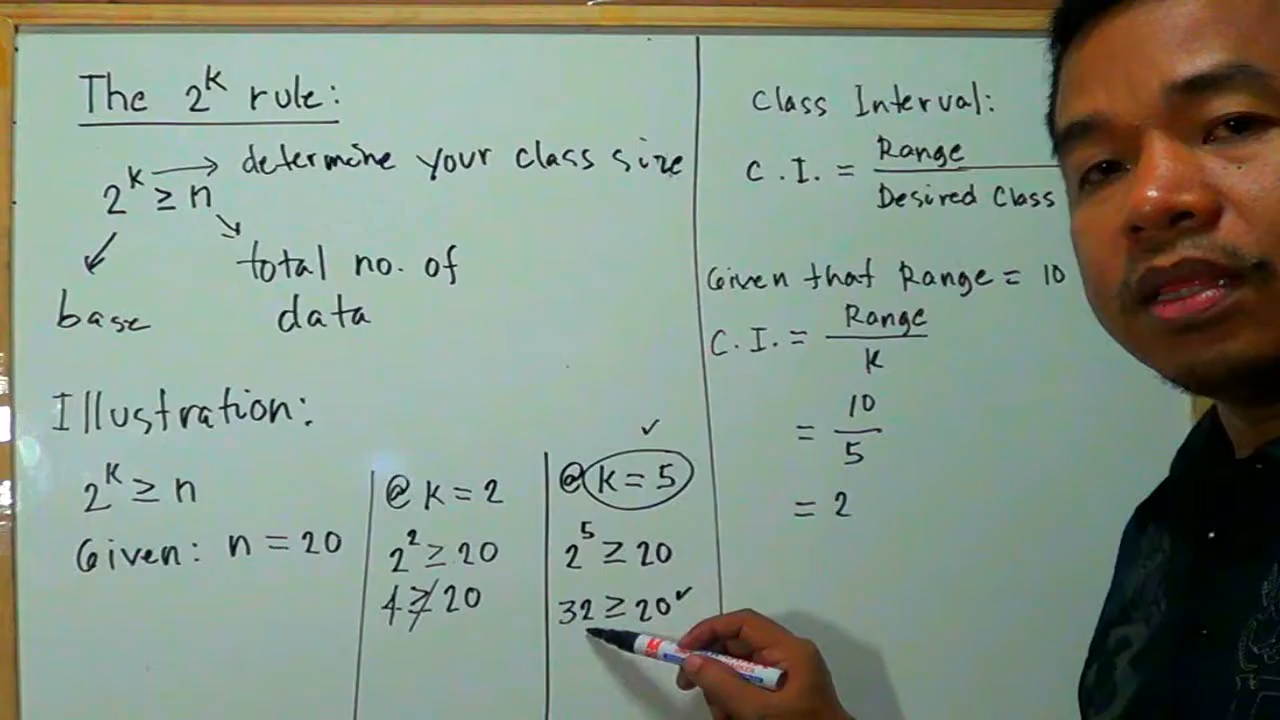 The 2^k rule:
2^k ≥ n
determine your class size
total no. of
data
base
Illustration:
2^k ≥ n
Given: n = 20
@ k = 2
2^2 ≥ 20
4 ≱ 20
✓
@ k = 5
2^5 ≥ 20
32 ≥ 20 ✓
Class Interval:
C.I. = Range / Desired Class
Given that Range = 10
C.I. = Range / k
= 10 / 5
= 2